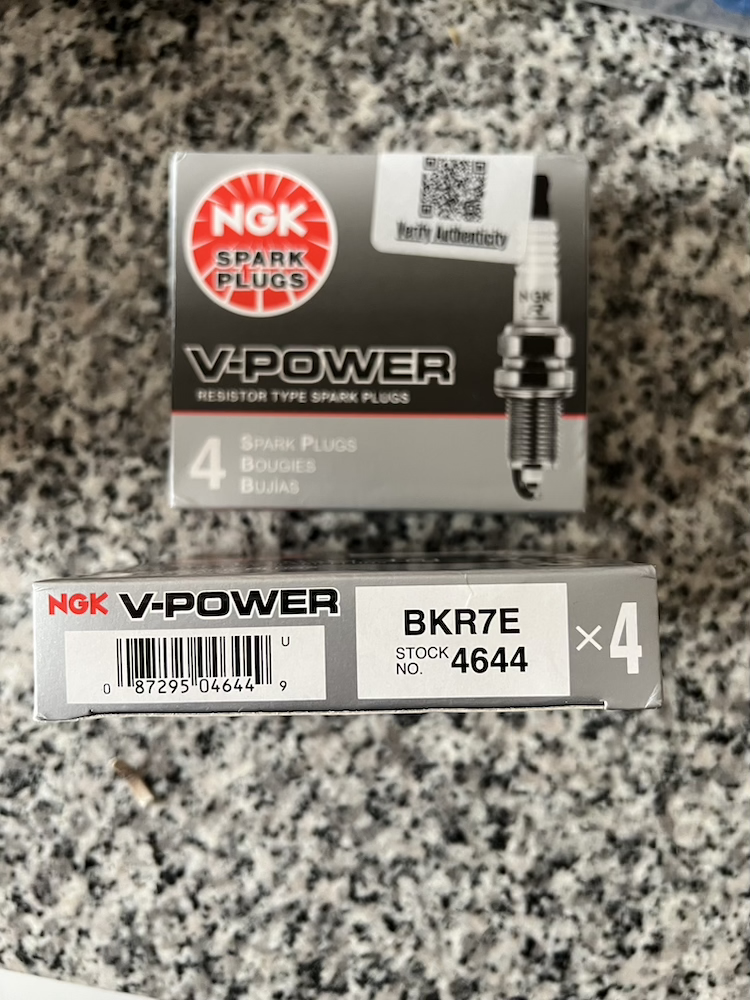 NGK
SPARK
PLUGS
Verify Authenticity
NGK
R
V-POWER
RESISTOR TYPE SPARK PLUGS
4 SPARK PLUGS
BOUGIES
BUJÍAS
NGK V-POWER
BKR7E
STOCK NO. 4644
×4
U
0 87295 04644 9